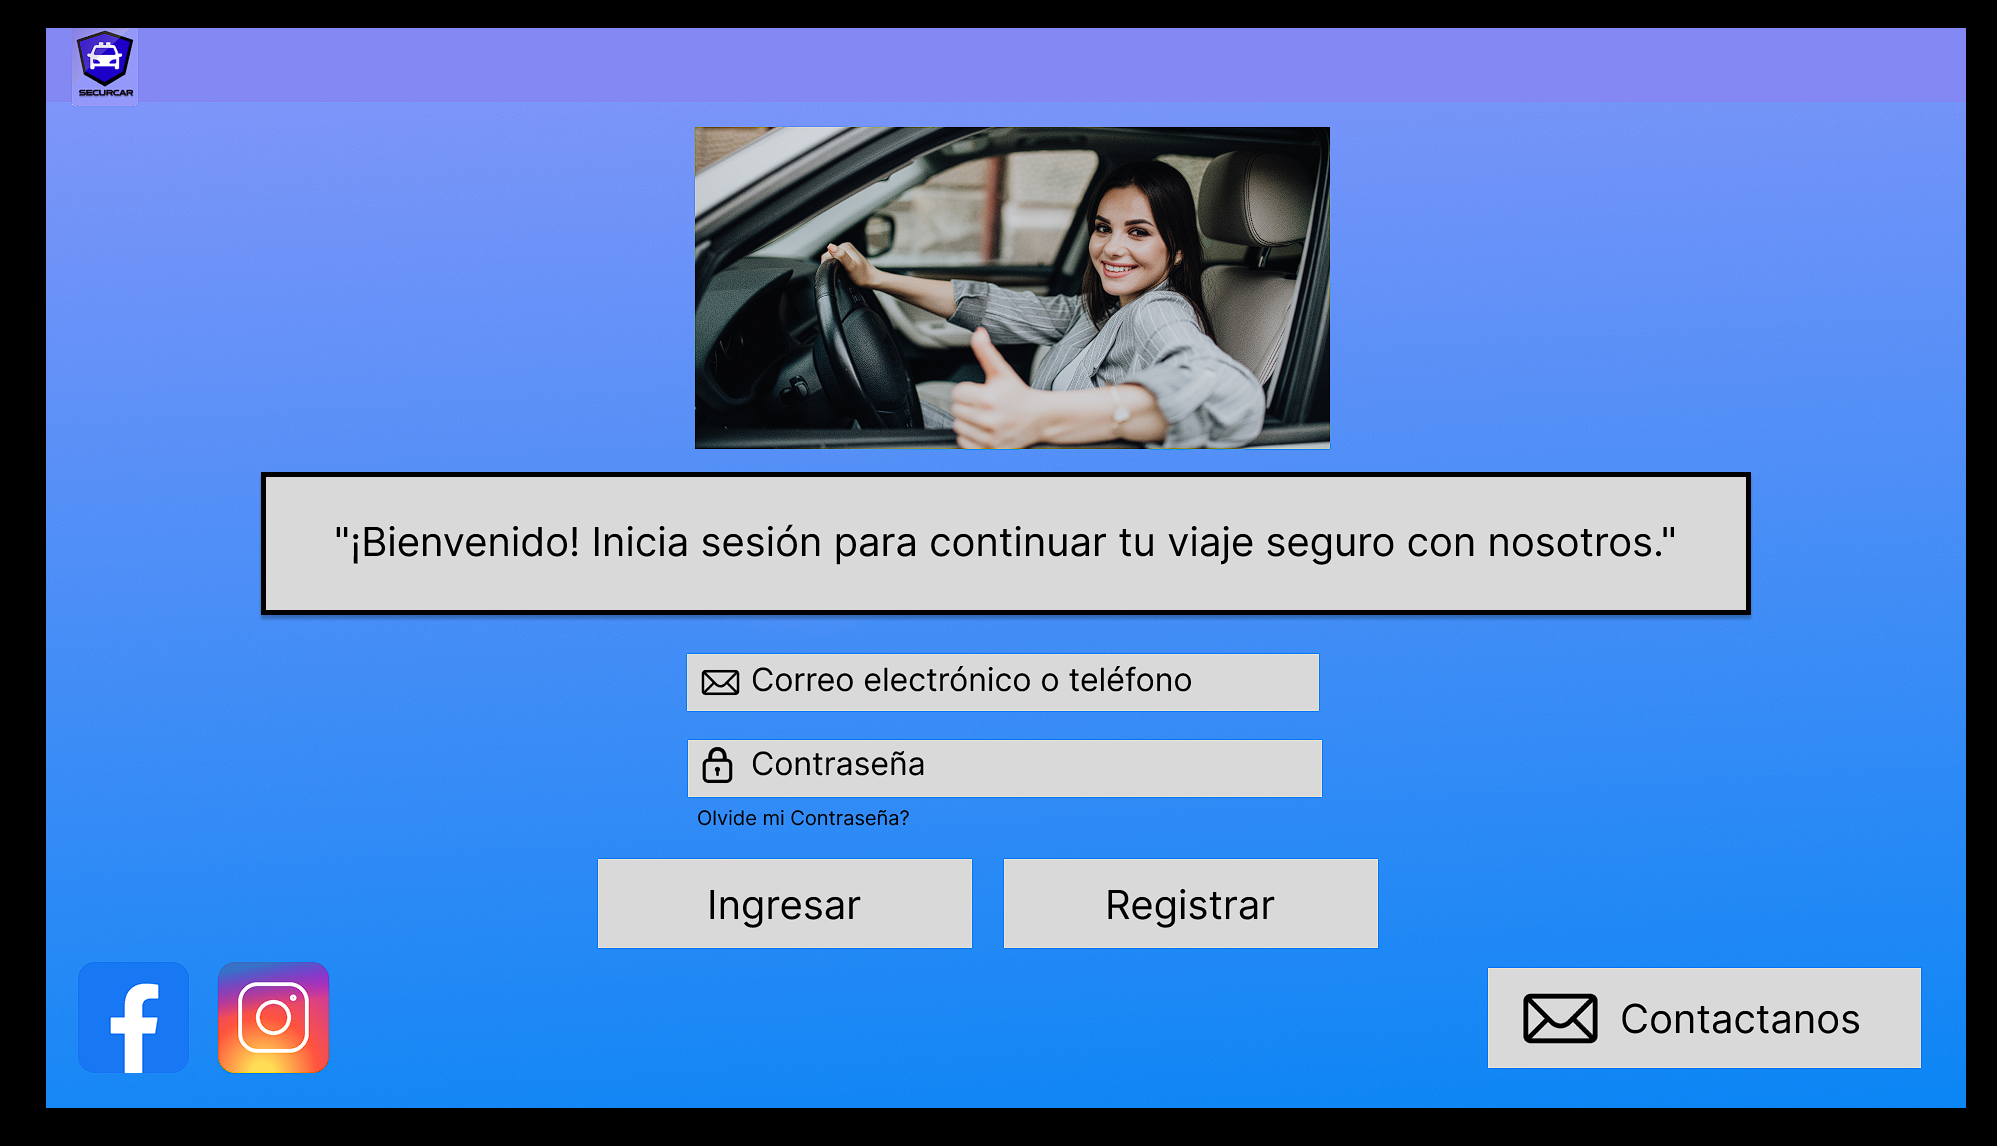 SECURCAR
"¡Bienvenido! Inicia sesión para continuar tu viaje seguro con nosotros."
Correo electrónico o teléfono
Contraseña
Olvide mi Contraseña?
Ingresar
Registrar
Contactanos